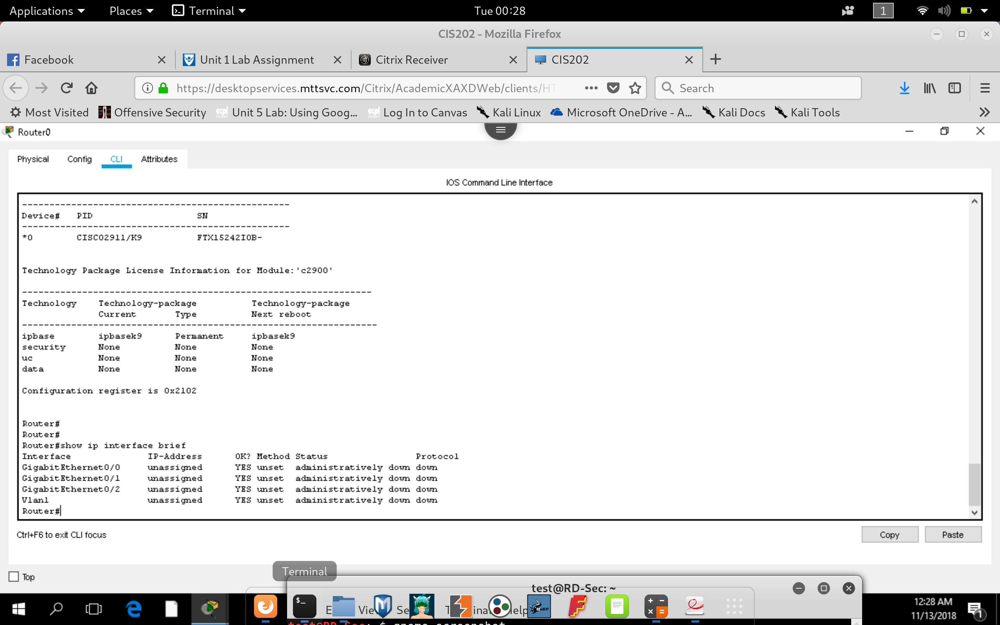 Applications Places Terminal Tue 00:28 1
CIS202 - Mozilla Firefox
Facebook Unit 1 Lab Assignment Citrix Receiver CIS202
https://desktopservices.mttsvc.com/Citrix/AcademicXAXDWeb/clients/HT Search
Most Visited Offensive Security Unit 5 Lab: Using Goog... Log In to Canvas Kali Linux Microsoft OneDrive - A... Kali Docs Kali Tools
Router0
Physical Config CLI Attributes
IOS Command Line Interface
-------------------------------------------------
Device# PID SN
-------------------------------------------------
*0 CISCO2911/K9 FTX15242I0B-
Technology Package License Information for Module:'c2900'
----------------------------------------------------------------
Technology Technology-package Technology-package
Current Type Next reboot
-----------------------------------------------------------------
ipbase ipbasek9 Permanent ipbasek9
security None None None
uc None None None
data None None None
Configuration register is 0x2102
Router#
Router#
Router#show ip interface brief
Interface IP-Address OK? Method Status Protocol
GigabitEthernet0/0 unassigned YES unset administratively down down
GigabitEthernet0/1 unassigned YES unset administratively down down
GigabitEthernet0/2 unassigned YES unset administratively down down
Vlan1 unassigned YES unset administratively down down
Router#
Ctrl+F6 to exit CLI focus Copy Paste
Terminal
Top
test@RD-Sec: ~
BeEF
12:28 AM
11/13/2018
1
test@RD-Sec:~$ gnome-screenshot